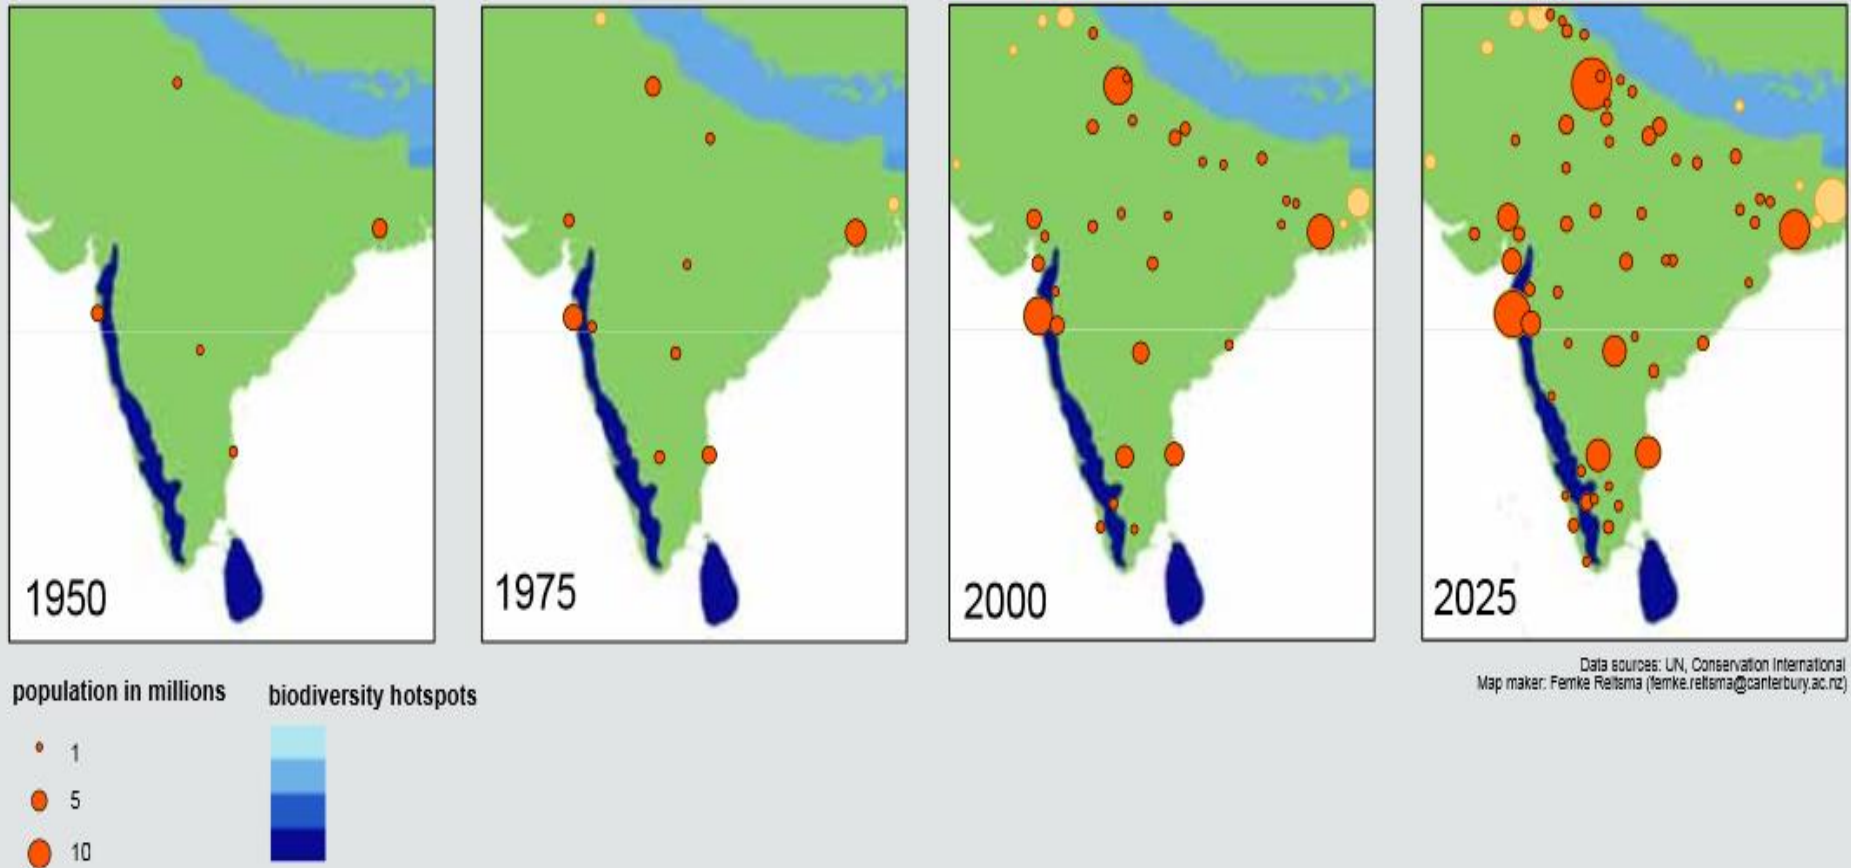 1950
1975
2000
2025
Data sources: UN, Conservation International
Map maker: Femke Reitsma (femke.reitsma@canterbury.ac.nz)
population in millions
1
5
10
biodiversity hotspots